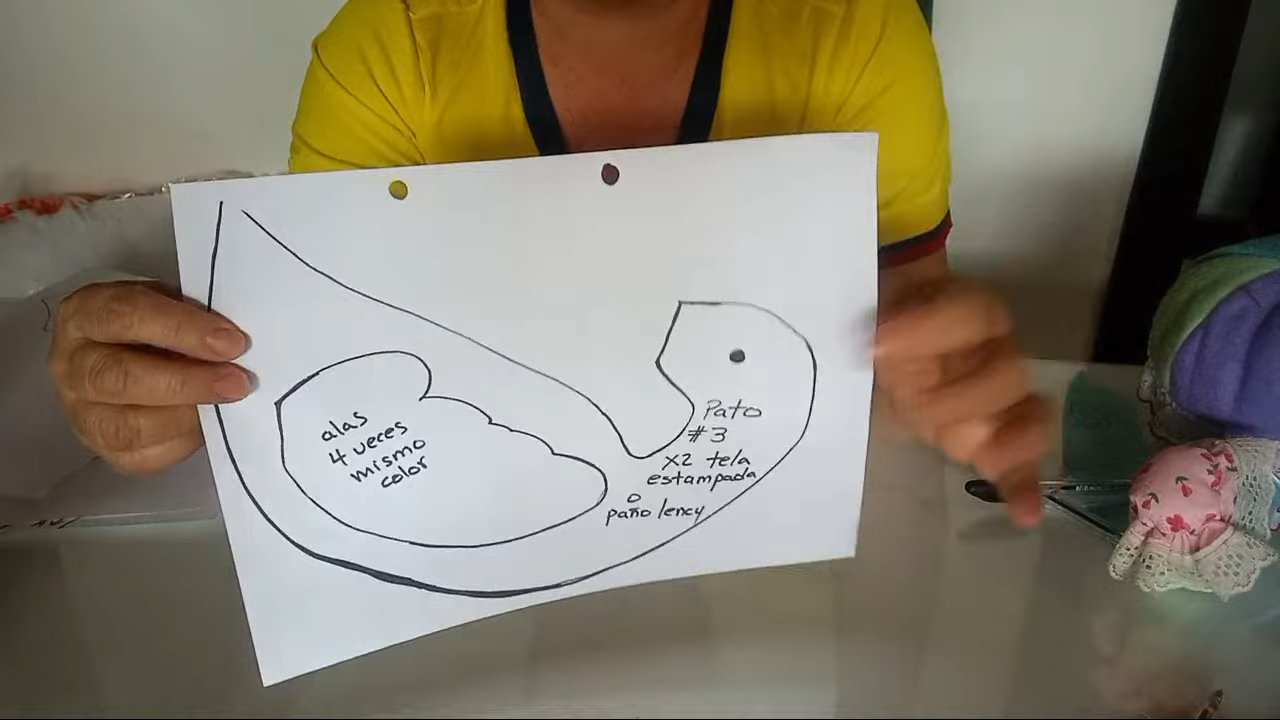 alas
4 veces
mismo
color
Pato
#3
x2 tela
estampada
o
paño lency